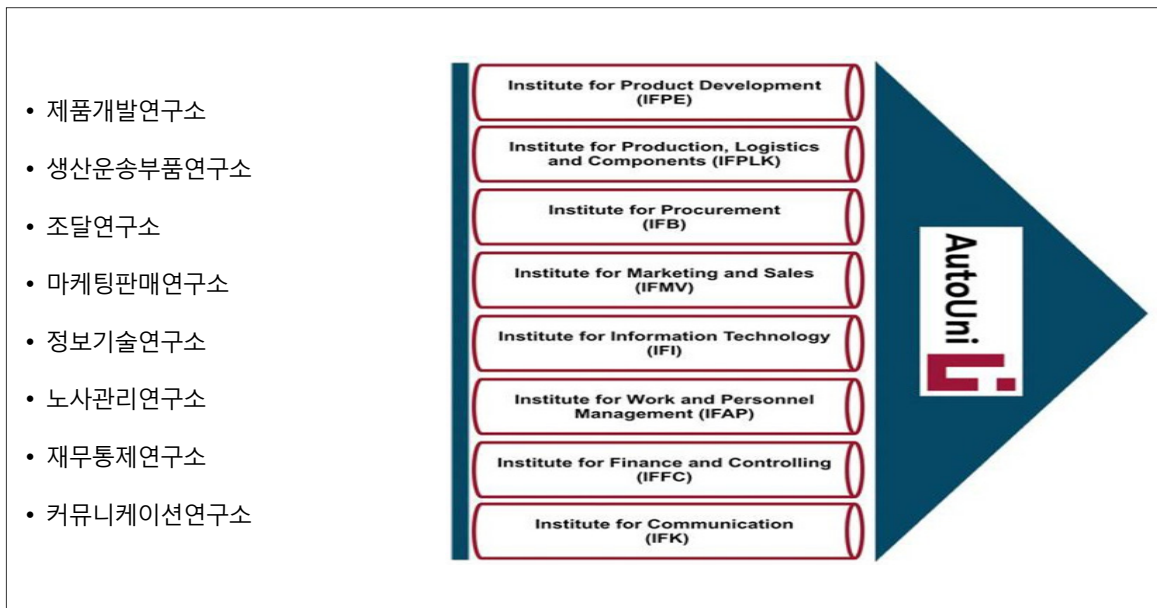 • 제품개발연구소
• 생산운송부품연구소
• 조달연구소
• 마케팅판매연구소
• 정보기술연구소
• 노사관리연구소
• 재무통제연구소
• 커뮤니케이션연구소
Institute for Product Development
(IFPE)
Institute for Production, Logistics
and Components (IFPLK)
Institute for Procurement
(IFB)
Institute for Marketing and Sales
(IFMV)
Institute for Information Technology
(IFI)
Institute for Work and Personnel
Management (IFAP)
Institute for Finance and Controlling
(IFFC)
Institute for Communication
(IFK)
AutoUni